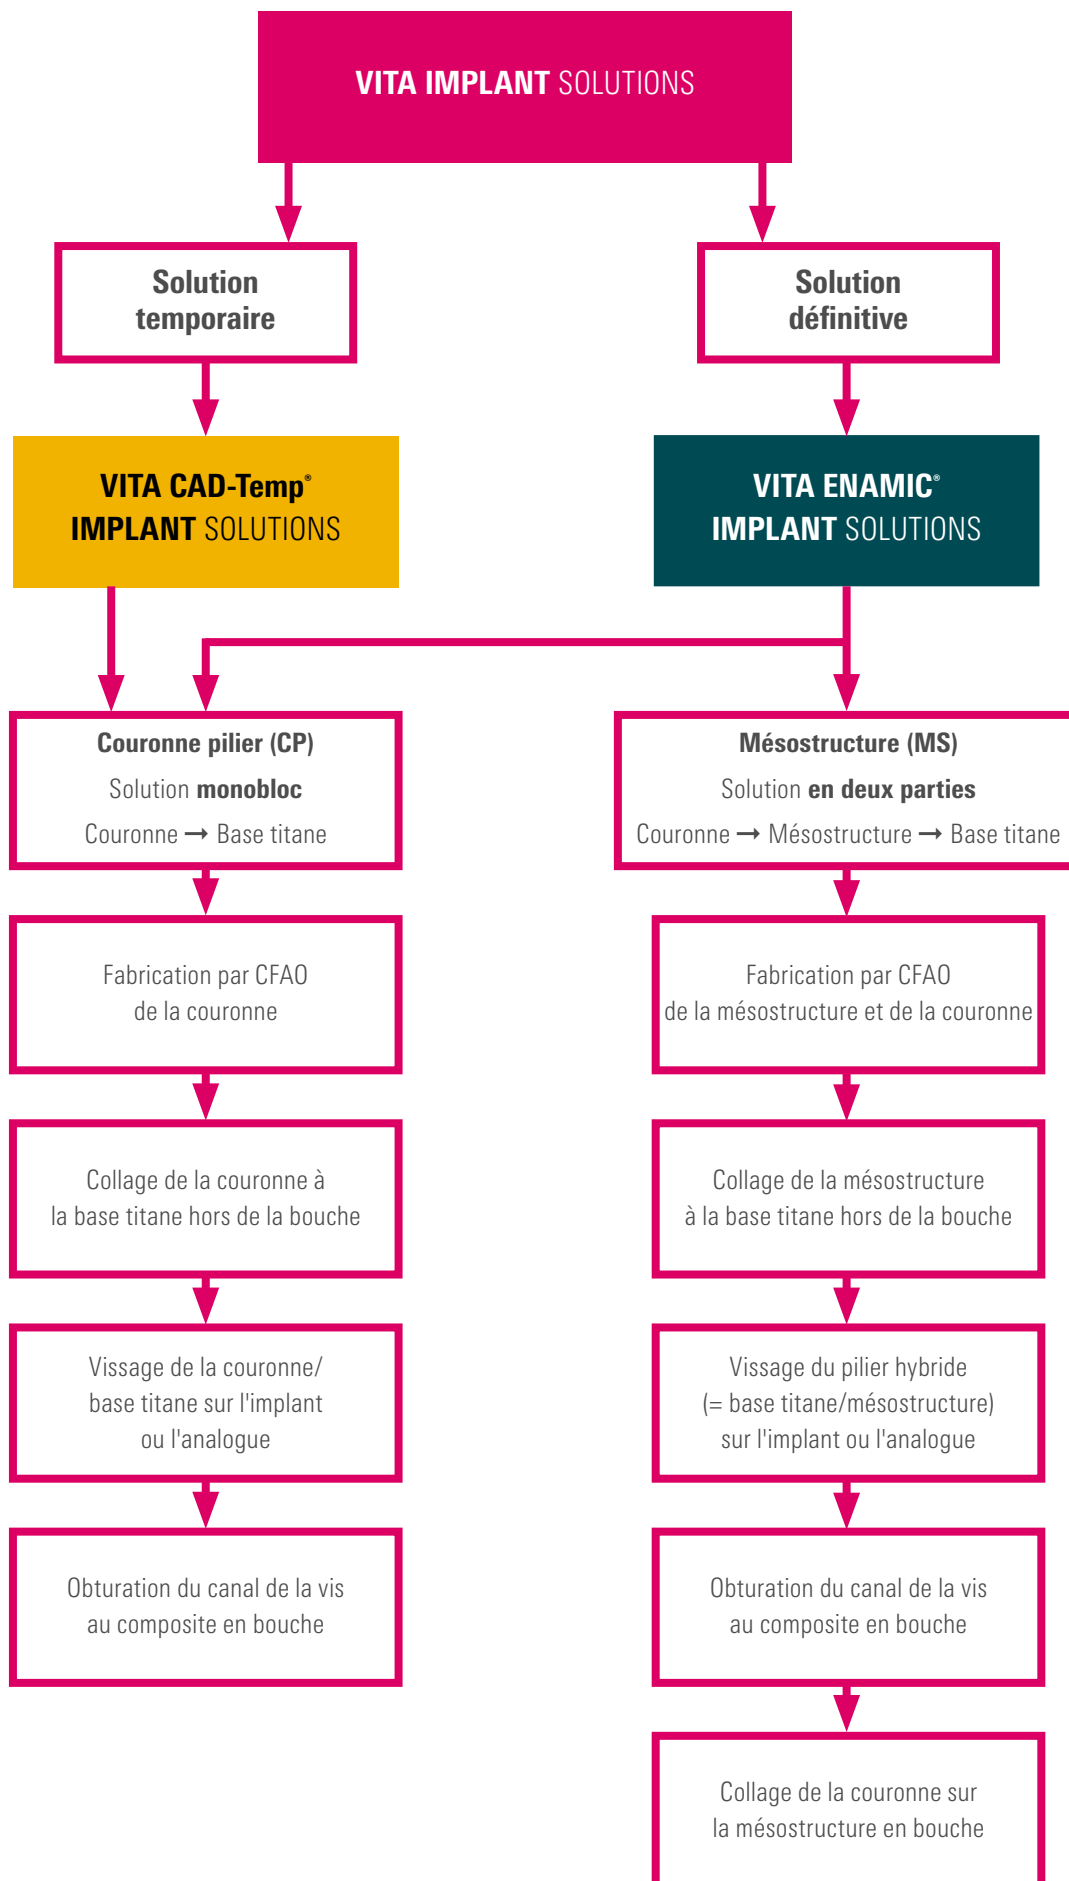 VITA IMPLANT SOLUTIONS
Solution
temporaire
Solution
définitive
VITA CAD-Temp®
IMPLANT SOLUTIONS
VITA ENAMIC®
IMPLANT SOLUTIONS
Couronne pilier (CP)
Solution monobloc
Couronne → Base titane
Mésostructure (MS)
Solution en deux parties
Couronne → Mésostructure → Base titane
Fabrication par CFAO
de la couronne
Fabrication par CFAO
de la mésostructure et de la couronne
Collage de la couronne à
la base titane hors de la bouche
Collage de la mésostructure
à la base titane hors de la bouche
Vissage de la couronne/
base titane sur l'implant
ou l'analogue
Vissage du pilier hybride
(= base titane/mésostructure)
sur l'implant ou l'analogue
Obturation du canal de la vis
au composite en bouche
Obturation du canal de la vis
au composite en bouche
Collage de la couronne sur
la mésostructure en bouche